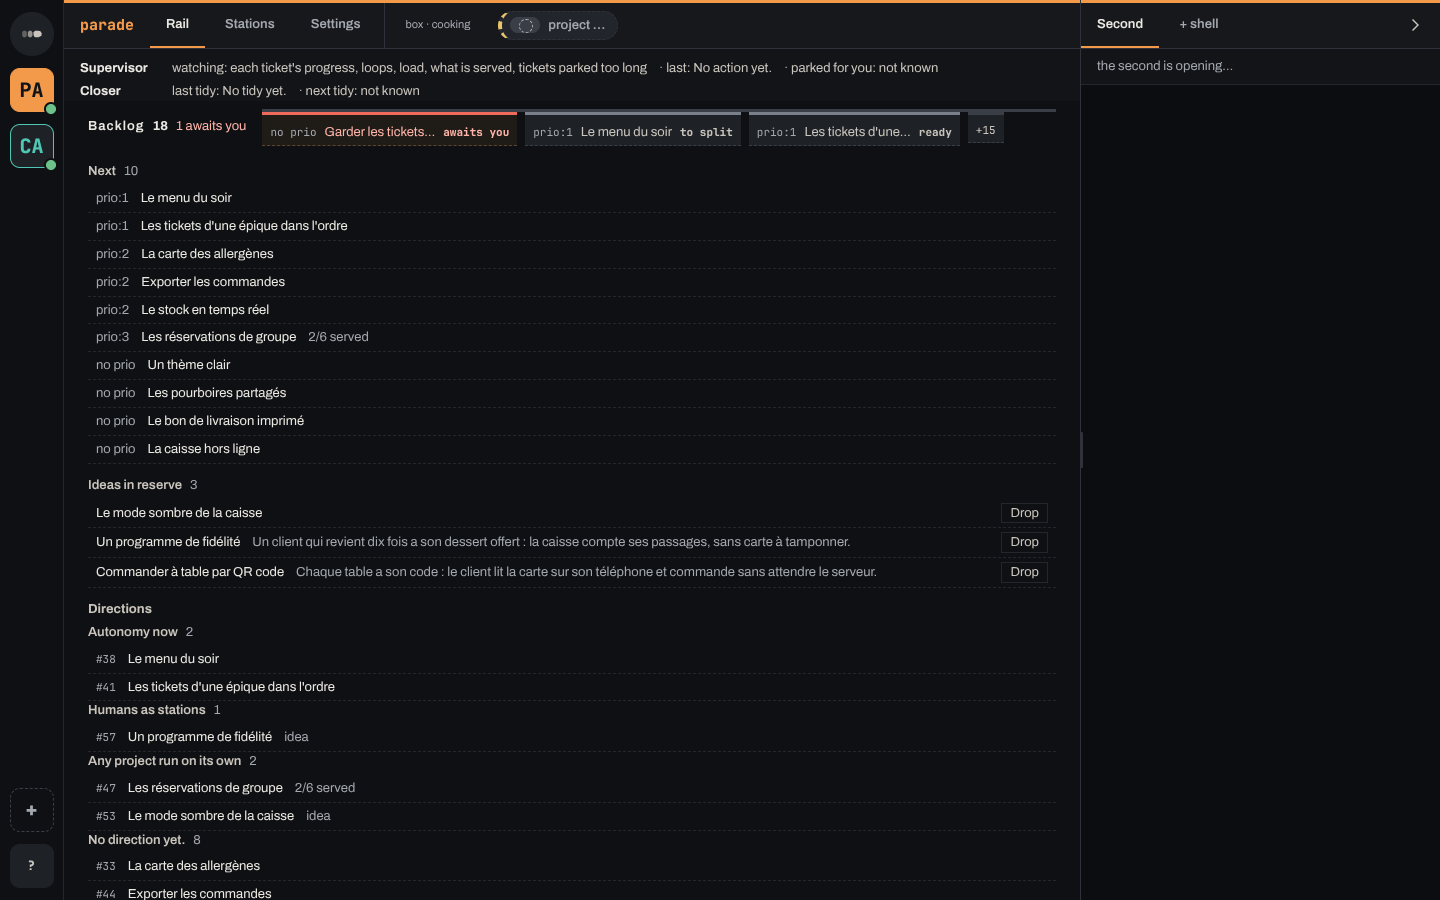 parade Rail Stations Settings box · cooking project ... Second + shell
PA
CA
Supervisor watching: each ticket's progress, loops, load, what is served, tickets parked too long · last: No action yet. · parked for you: not known
the second is opening...
Closer last tidy: No tidy yet. · next tidy: not known
Backlog 18 1 awaits you no prio Garder les tickets... awaits you prio:1 Le menu du soir to split prio:1 Les tickets d'une... ready +15
Next 10
prio:1 Le menu du soir
prio:1 Les tickets d'une épique dans l'ordre
prio:2 La carte des allergènes
prio:2 Exporter les commandes
prio:2 Le stock en temps réel
prio:3 Les réservations de groupe 2/6 served
no prio Un thème clair
no prio Les pourboires partagés
no prio Le bon de livraison imprimé
no prio La caisse hors ligne
Ideas in reserve 3
Le mode sombre de la caisse Drop
Un programme de fidélité Un client qui revient dix fois a son dessert offert : la caisse compte ses passages, sans carte à tamponner. Drop
Commander à table par QR code Chaque table a son code : le client lit la carte sur son téléphone et commande sans attendre le serveur. Drop
Directions
Autonomy now 2
#38 Le menu du soir
#41 Les tickets d'une épique dans l'ordre
Humans as stations 1
#57 Un programme de fidélité idea
Any project run on its own 2
#47 Les réservations de groupe 2/6 served
#53 Le mode sombre de la caisse idea
No direction yet. 8
#33 La carte des allergènes
#44 Exporter les commandes
+
?